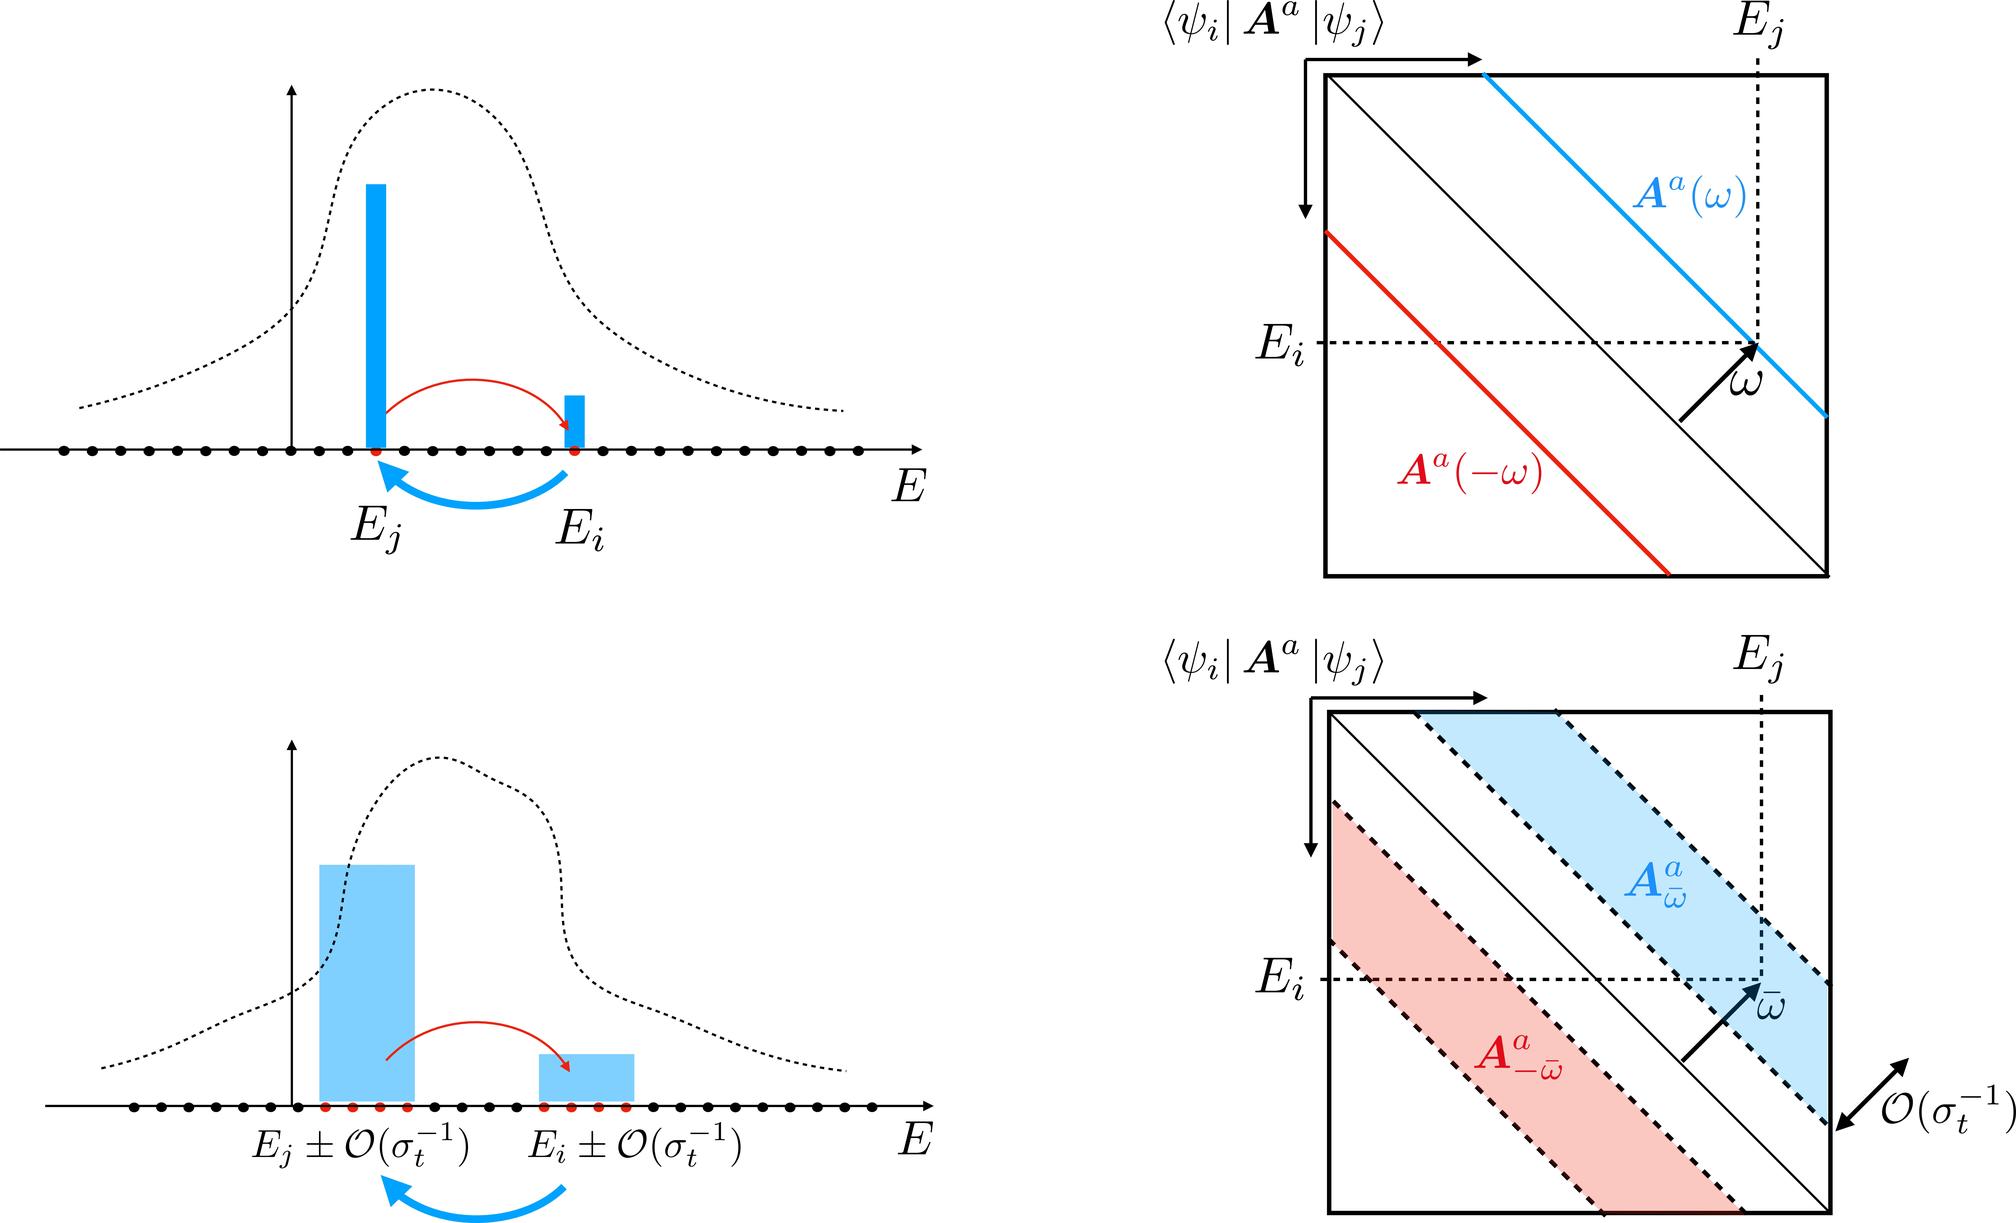 ⟨ψ_i| A^a |ψ_j⟩
E_j
A^a(ω)
E_i
ω
A^a(−ω)
E
E_j
E_i
⟨ψ_i| A^a |ψ_j⟩
E_j
A^a_ω̄
E_i
ω̄
A^a_−ω̄
𝒪(σ_t^−1)
E_j ± 𝒪(σ_t^−1)
E_i ± 𝒪(σ_t^−1)
E